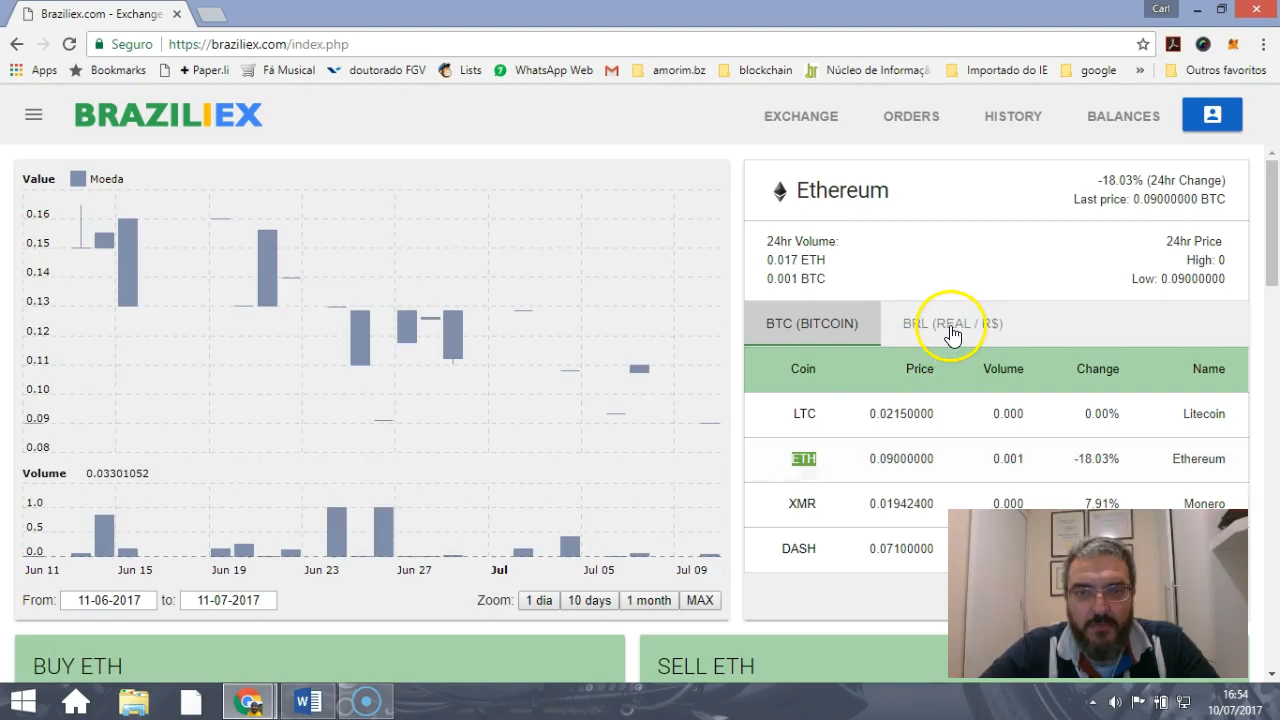 Braziliex.com - Exchange
Carl
Seguro
https://braziliex.com/index.php
Apps
Bookmarks
+ Paper.li
Fá Musical
doutorado FGV
Lists
WhatsApp Web
amorim.bz
blockchain
Núcleo de Informaçã
Importado do IE
google
»
Outros favoritos
BRAZILIEX
EXCHANGE
ORDERS
HISTORY
BALANCES
Value
Moeda
0.16
0.15
0.14
0.13
0.12
0.11
0.10
0.09
0.08
Volume 0.03301052
1.0
0.5
0.0
Jun 11 Jun 15 Jun 19 Jun 23 Jun 27 Jul Jul 05 Jul 09
From: 11-06-2017 to: 11-07-2017
Zoom: 1 dia 10 days 1 month MAX
Ethereum
-18.03% (24hr Change)
Last price: 0.09000000 BTC
24hr Volume:
0.017 ETH
0.001 BTC
24hr Price
High: 0
Low: 0.09000000
BTC (BITCOIN)
BRL (REAL / R$)
Coin Price Volume Change Name
LTC 0.02150000 0.000 0.00% Litecoin
ETH 0.09000000 0.001 -18.03% Ethereum
XMR 0.01942400 0.000 7.91% Monero
DASH 0.07100000
BUY ETH
SELL ETH
16:54
10/07/2017